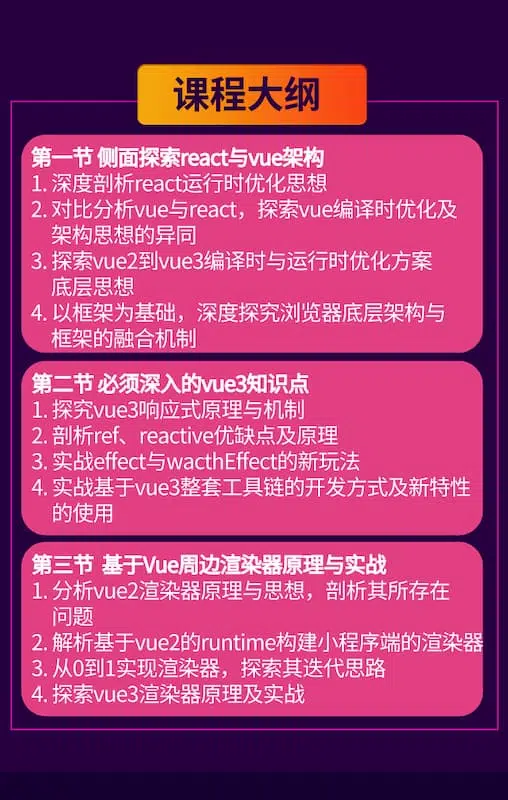 课程大纲
第一节 侧面探索react与vue架构
1. 深度剖析react运行时优化思想
2. 对比分析vue与react，探索vue编译时优化及
架构思想的异同
3. 探索vue2到vue3编译时与运行时优化方案
底层思想
4. 以框架为基础，深度探究浏览器底层架构与
框架的融合机制
第二节 必须深入的vue3知识点
1. 探究vue3响应式原理与机制
2. 剖析ref、reactive优缺点及原理
3. 实战effect与wacthEffect的新玩法
4. 实战基于vue3整套工具链的开发方式及新特性
的使用
第三节 基于Vue周边渲染器原理与实战
1. 分析vue2渲染器原理与思想，剖析其所存在
问题
2. 解析基于vue2的runtime构建小程序端的渲染器
3. 从0到1实现渲染器，探索其迭代思路
4. 探索vue3渲染器原理及实战